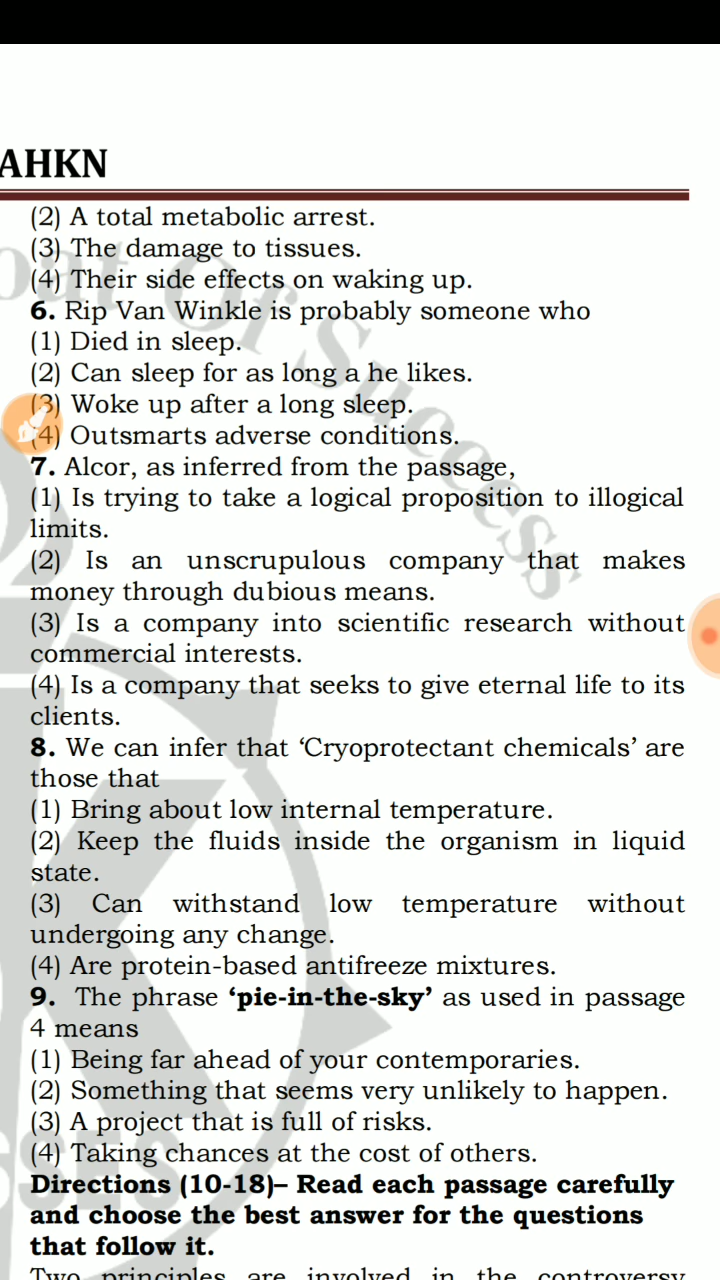 AHKN
(2) A total metabolic arrest.
(3) The damage to tissues.
(4) Their side effects on waking up.
6. Rip Van Winkle is probably someone who
(1) Died in sleep.
(2) Can sleep for as long a he likes.
(3) Woke up after a long sleep.
(4) Outsmarts adverse conditions.
7. Alcor, as inferred from the passage,
(1) Is trying to take a logical proposition to illogical
limits.
(2) Is an unscrupulous company that makes
money through dubious means.
(3) Is a company into scientific research without
commercial interests.
(4) Is a company that seeks to give eternal life to its
clients.
8. We can infer that ‘Cryoprotectant chemicals’ are
those that
(1) Bring about low internal temperature.
(2) Keep the fluids inside the organism in liquid
state.
(3) Can withstand low temperature without
undergoing any change.
(4) Are protein-based antifreeze mixtures.
9. The phrase ‘pie-in-the-sky’ as used in passage
4 means
(1) Being far ahead of your contemporaries.
(2) Something that seems very unlikely to happen.
(3) A project that is full of risks.
(4) Taking chances at the cost of others.
Directions (10-18)– Read each passage carefully
and choose the best answer for the questions
that follow it.
Two principles are involved in the controversy
oat Of Success
SSES